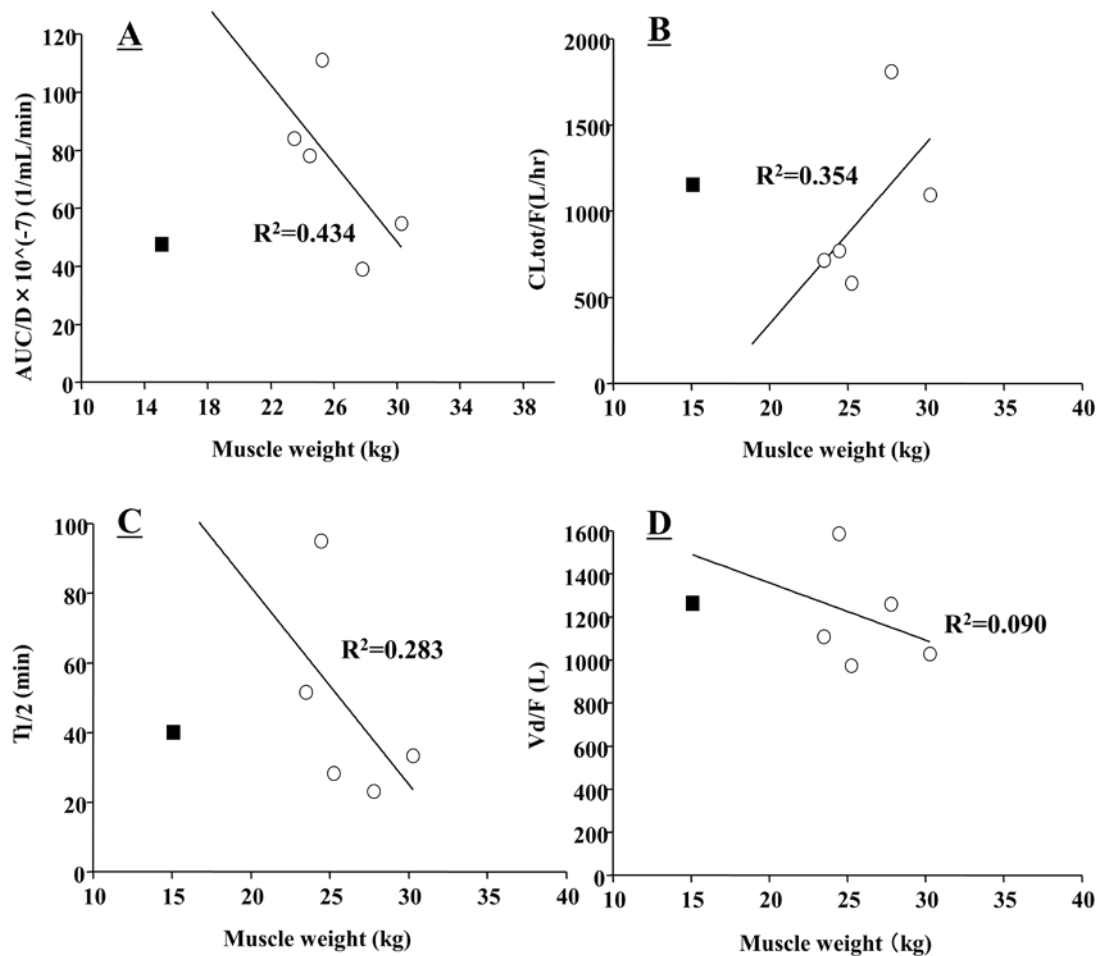 A
120
100
80
60
40
20
0
AUC/D × 10^(-7) (1/mL/min)
R²=0.434
10 14 18 22 26 30 34 38
Muscle weight (kg)
B
2000
1500
1000
500
0
CLtot/F(L/hr)
R²=0.354
10 15 20 25 30 35 40
Muslce weight (kg)
C
100
80
60
40
20
0
T1/2 (min)
R²=0.283
10 15 20 25 30 35 40
Muscle weight (kg)
D
1600
1400
1200
1000
800
600
400
200
0
Vd/F (L)
R²=0.090
10 15 20 25 30 35 40
Muscle weight（kg）